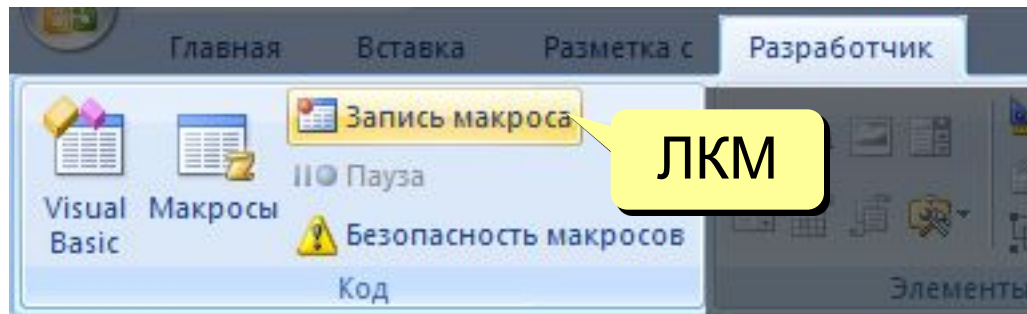 Главная Вставка Разметка с Разработчик
Запись макроса
ЛКМ
Пауза
Visual Basic
Макросы
Безопасность макросов
Код
Элементы